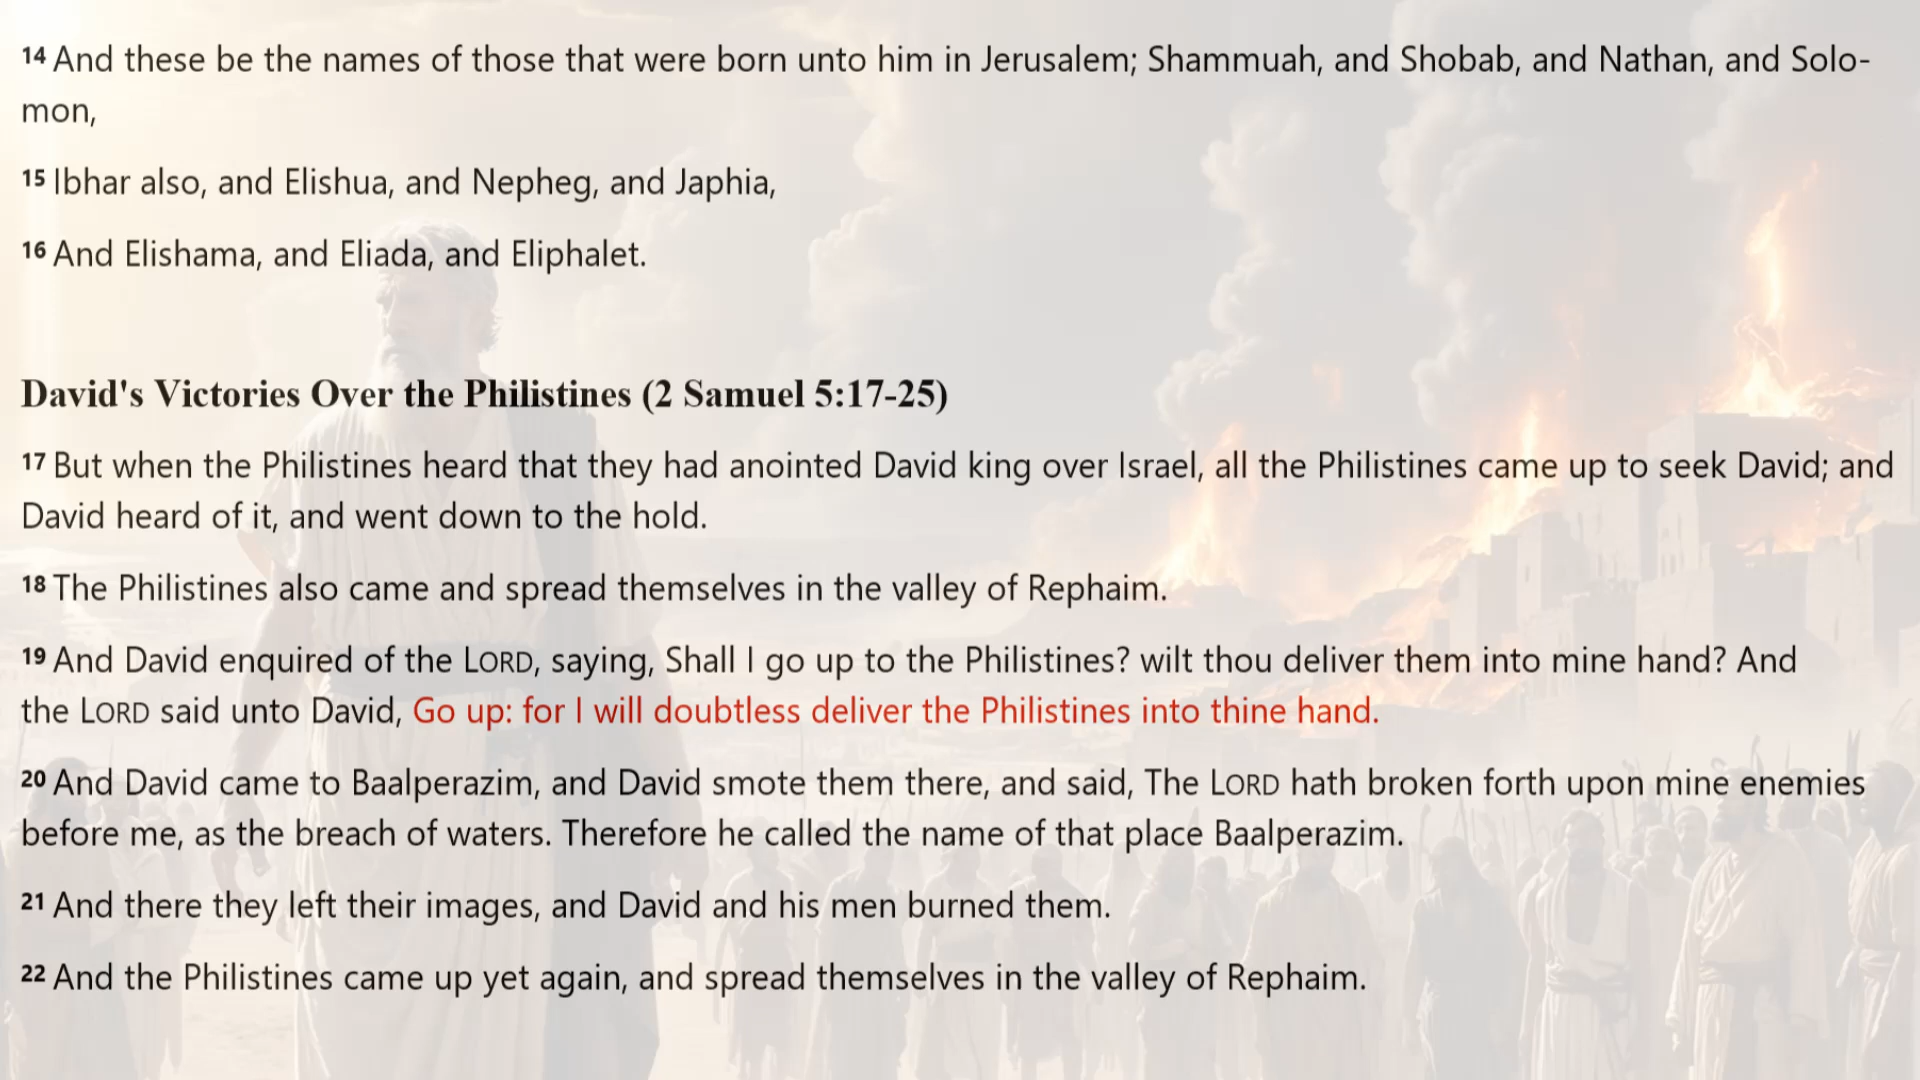 14 And these be the names of those that were born unto him in Jerusalem; Shammuah, and Shobab, and Nathan, and Solo-
mon,
15 Ibhar also, and Elishua, and Nepheg, and Japhia,
16 And Elishama, and Eliada, and Eliphalet.
David's Victories Over the Philistines (2 Samuel 5:17-25)
17 But when the Philistines heard that they had anointed David king over Israel, all the Philistines came up to seek David; and
David heard of it, and went down to the hold.
18 The Philistines also came and spread themselves in the valley of Rephaim.
19 And David enquired of the LORD, saying, Shall I go up to the Philistines? wilt thou deliver them into mine hand? And
the LORD said unto David, Go up: for I will doubtless deliver the Philistines into thine hand.
20 And David came to Baalperazim, and David smote them there, and said, The LORD hath broken forth upon mine enemies
before me, as the breach of waters. Therefore he called the name of that place Baalperazim.
21 And there they left their images, and David and his men burned them.
22 And the Philistines came up yet again, and spread themselves in the valley of Rephaim.